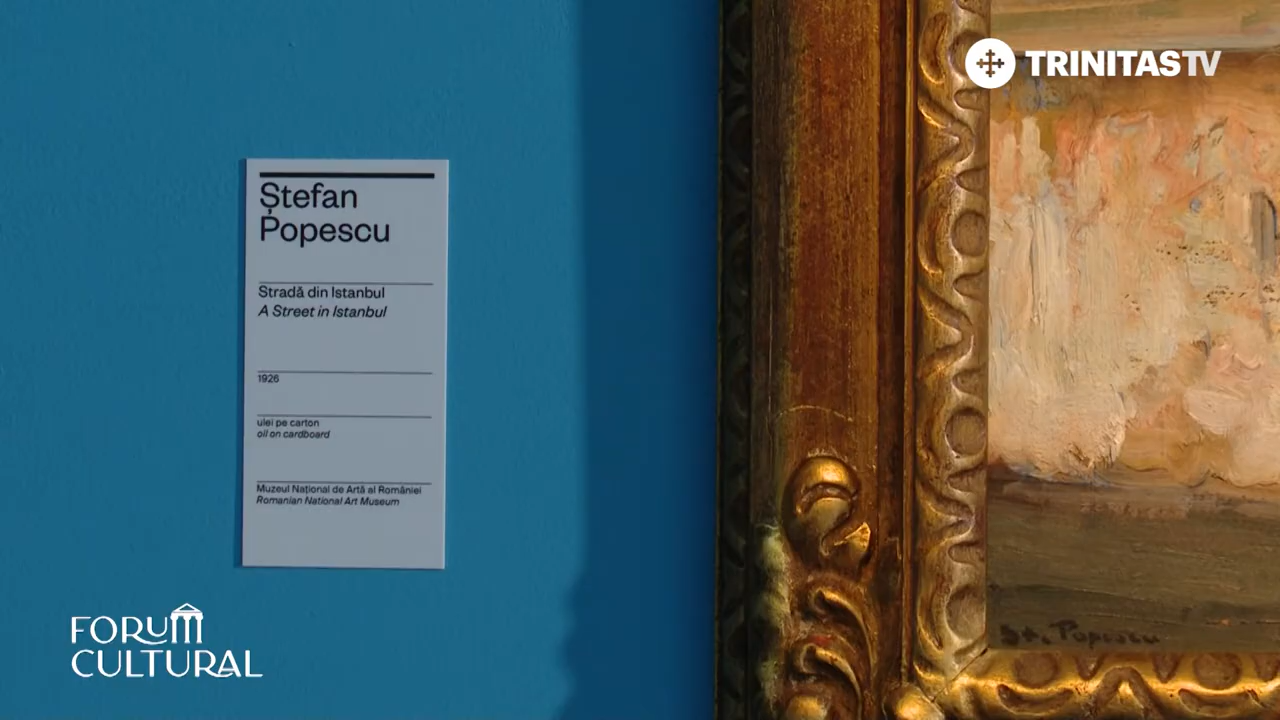 TRINITAS TV
Ștefan
Popescu
Stradă din Istanbul
A Street in Istanbul
1926
ulei pe carton
oil on cardboard
Muzeul Național de Artă al României
Romanian National Art Museum
St. Popescu
FORUM
CULTURAL